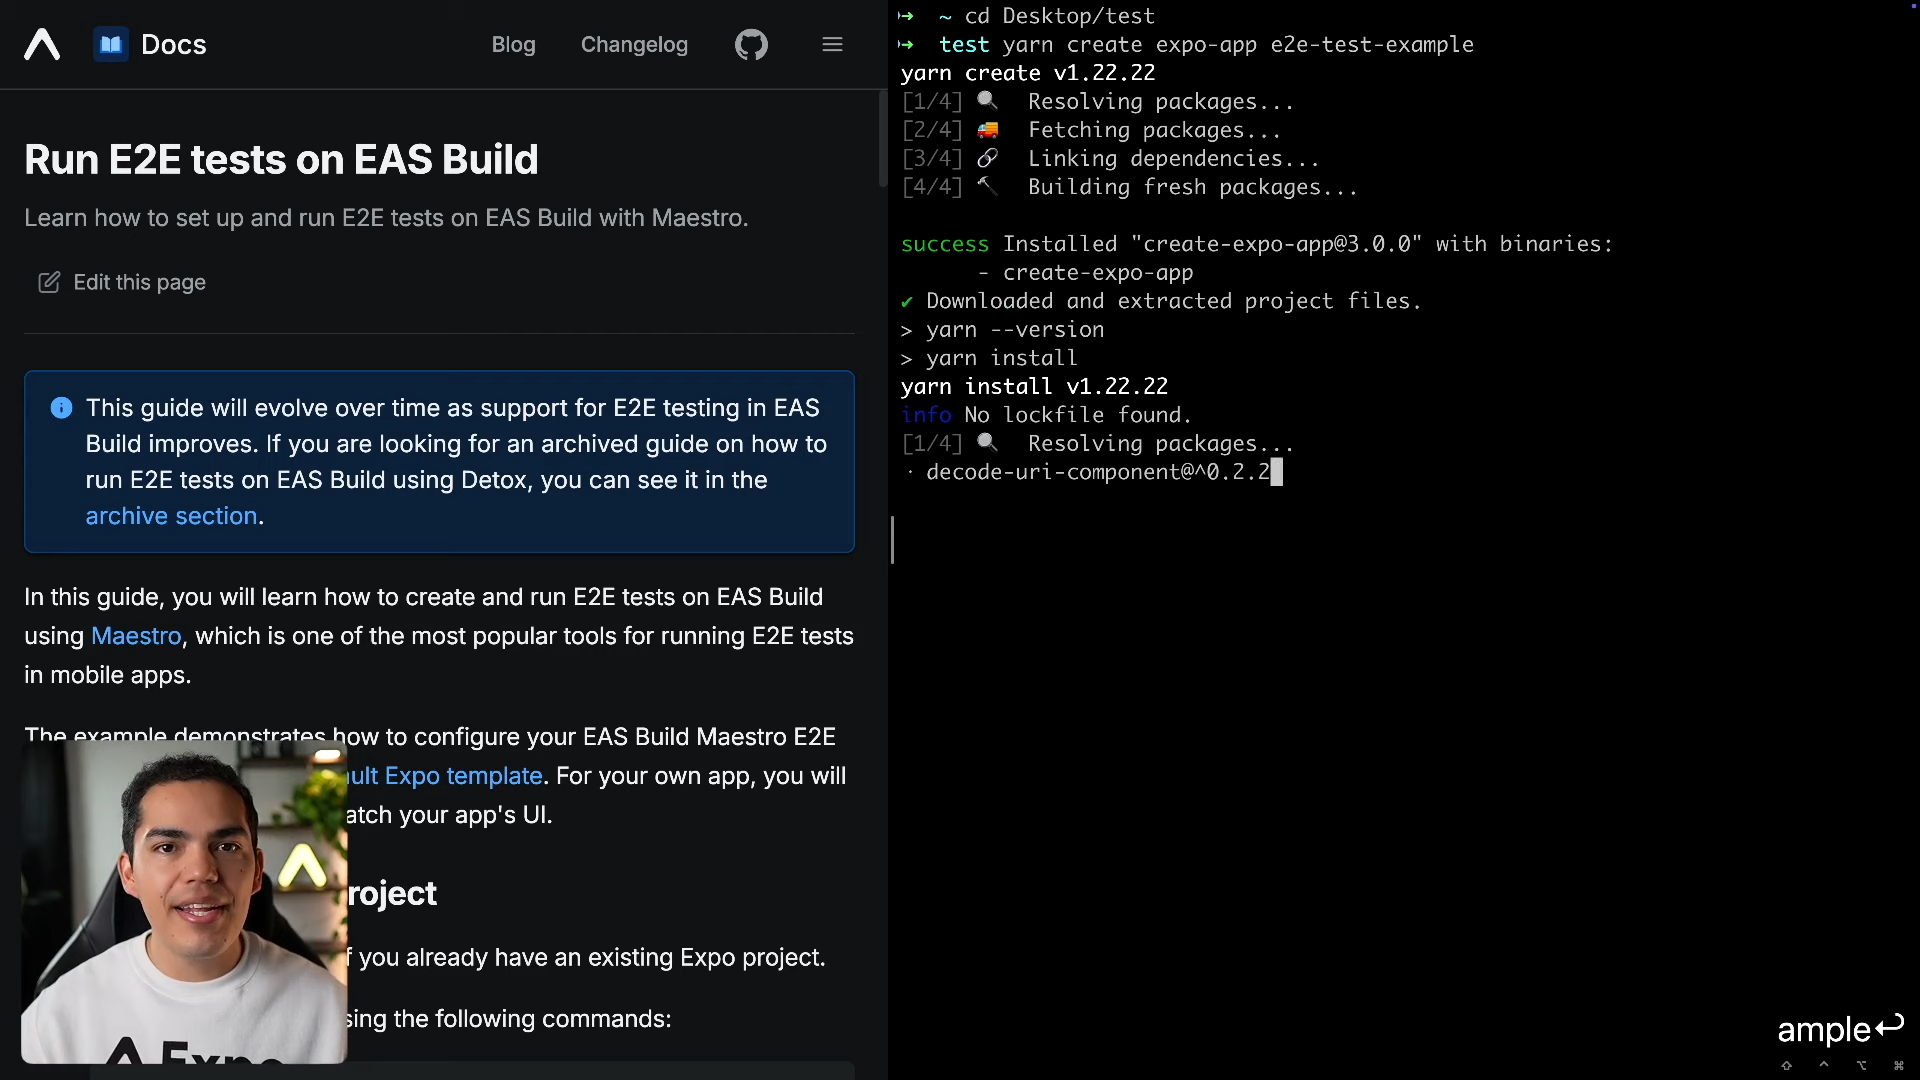 Docs
Blog
Changelog
Run E2E tests on EAS Build
Learn how to set up and run E2E tests on EAS Build with Maestro.
Edit this page
This guide will evolve over time as support for E2E testing in EAS
Build improves. If you are looking for an archived guide on how to
run E2E tests on EAS Build using Detox, you can see it in the
archive section.
In this guide, you will learn how to create and run E2E tests on EAS Build
using Maestro, which is one of the most popular tools for running E2E tests
in mobile apps.
The example demonstrates how to configure your EAS Build Maestro E2E
ult Expo template. For your own app, you will
atch your app's UI.
roject
f you already have an existing Expo project.
sing the following commands:
Expo
➜ ~ cd Desktop/test
➜ test yarn create expo-app e2e-test-example
yarn create v1.22.22
[1/4] 🔍 Resolving packages...
[2/4] 🚚 Fetching packages...
[3/4] 🔗 Linking dependencies...
[4/4] 🔨 Building fresh packages...
success Installed "create-expo-app@3.0.0" with binaries:
- create-expo-app
✔ Downloaded and extracted project files.
> yarn --version
> yarn install
yarn install v1.22.22
info No lockfile found.
[1/4] 🔍 Resolving packages...
· decode-uri-component@^0.2.2
ample↩
⇧ ⌃ ⌥ ⌘